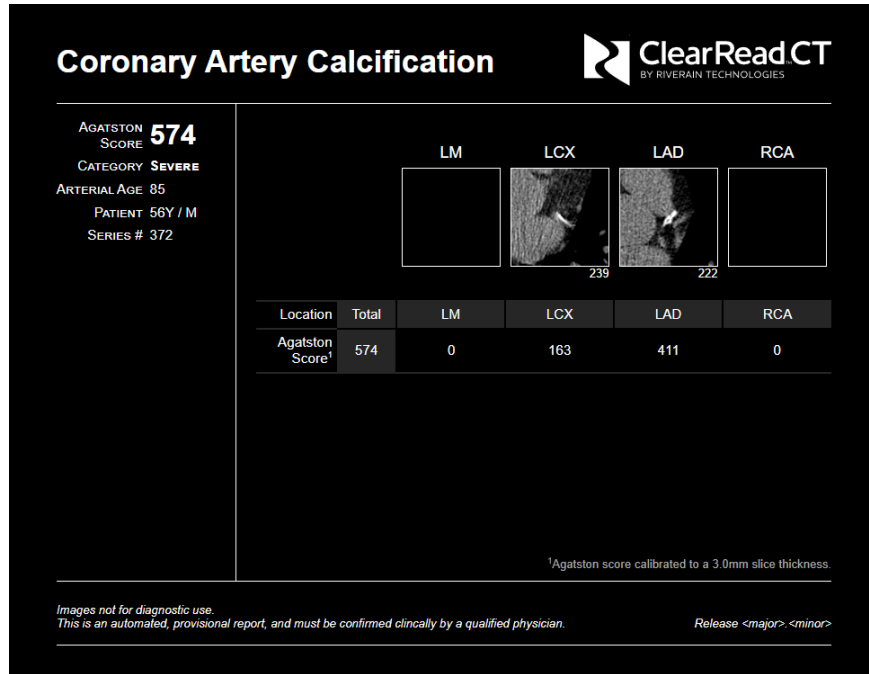 Coronary Artery Calcification
ClearRead CT
BY RIVERAIN TECHNOLOGIES
AGATSTON SCORE 574
CATEGORY SEVERE
ARTERIAL AGE 85
PATIENT 56Y / M
SERIES # 372
LM LCX LAD RCA
239 222
Location Total LM LCX LAD RCA
Agatston Score¹ 574 0 163 411 0
¹Agatston score calibrated to a 3.0mm slice thickness.
Images not for diagnostic use.
This is an automated, provisional report, and must be confirmed clincally by a qualified physician.
Release <major>.<minor>